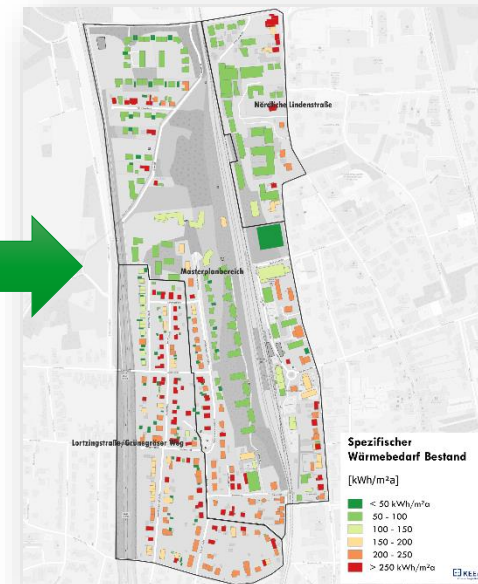 Nördliche Lindenstraße
Masterplanbereich
Lortzingstraße/Grünegräser Weg
Spezifischer
Wärmebedarf Bestand
[kWh/m²a]
< 50 kWh/m²a
50 - 100
100 - 150
150 - 200
200 - 250
> 250 kWh/m²a